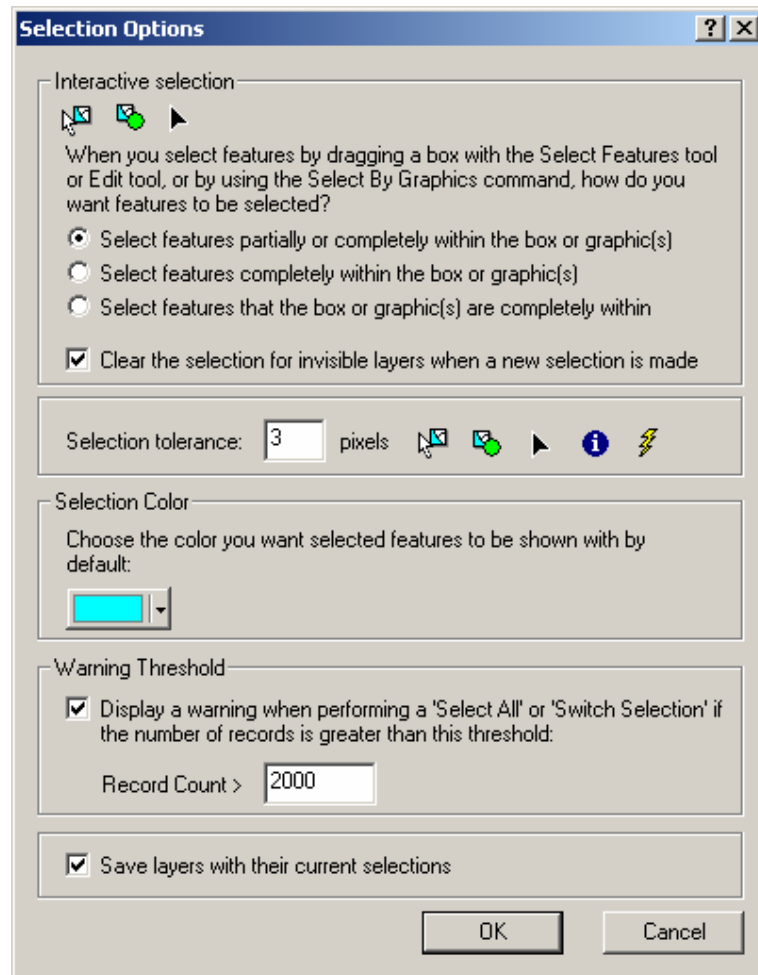 Selection Options
Interactive selection
When you select features by dragging a box with the Select Features tool
or Edit tool, or by using the Select By Graphics command, how do you
want features to be selected?
Select features partially or completely within the box or graphic(s)
Select features completely within the box or graphic(s)
Select features that the box or graphic(s) are completely within
Clear the selection for invisible layers when a new selection is made
Selection tolerance: 3 pixels
Selection Color
Choose the color you want selected features to be shown with by
default:
Warning Threshold
Display a warning when performing a 'Select All' or 'Switch Selection' if
the number of records is greater than this threshold:
Record Count > 2000
Save layers with their current selections
OK Cancel